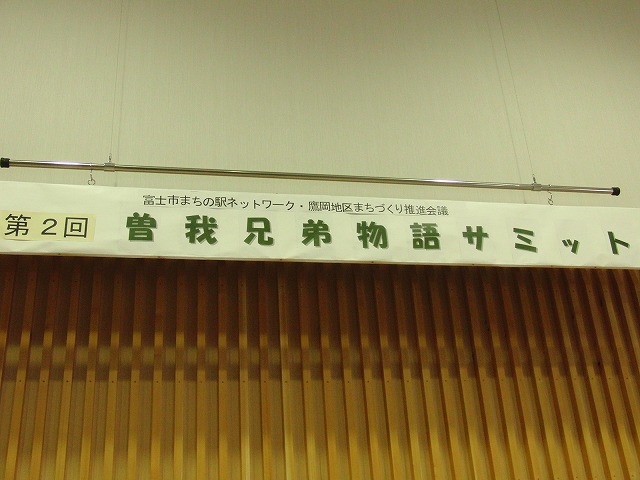 富士市まちの駅ネットワーク・鷹岡地区まちづくり推進会議
第2回 曽我兄弟物語サミット